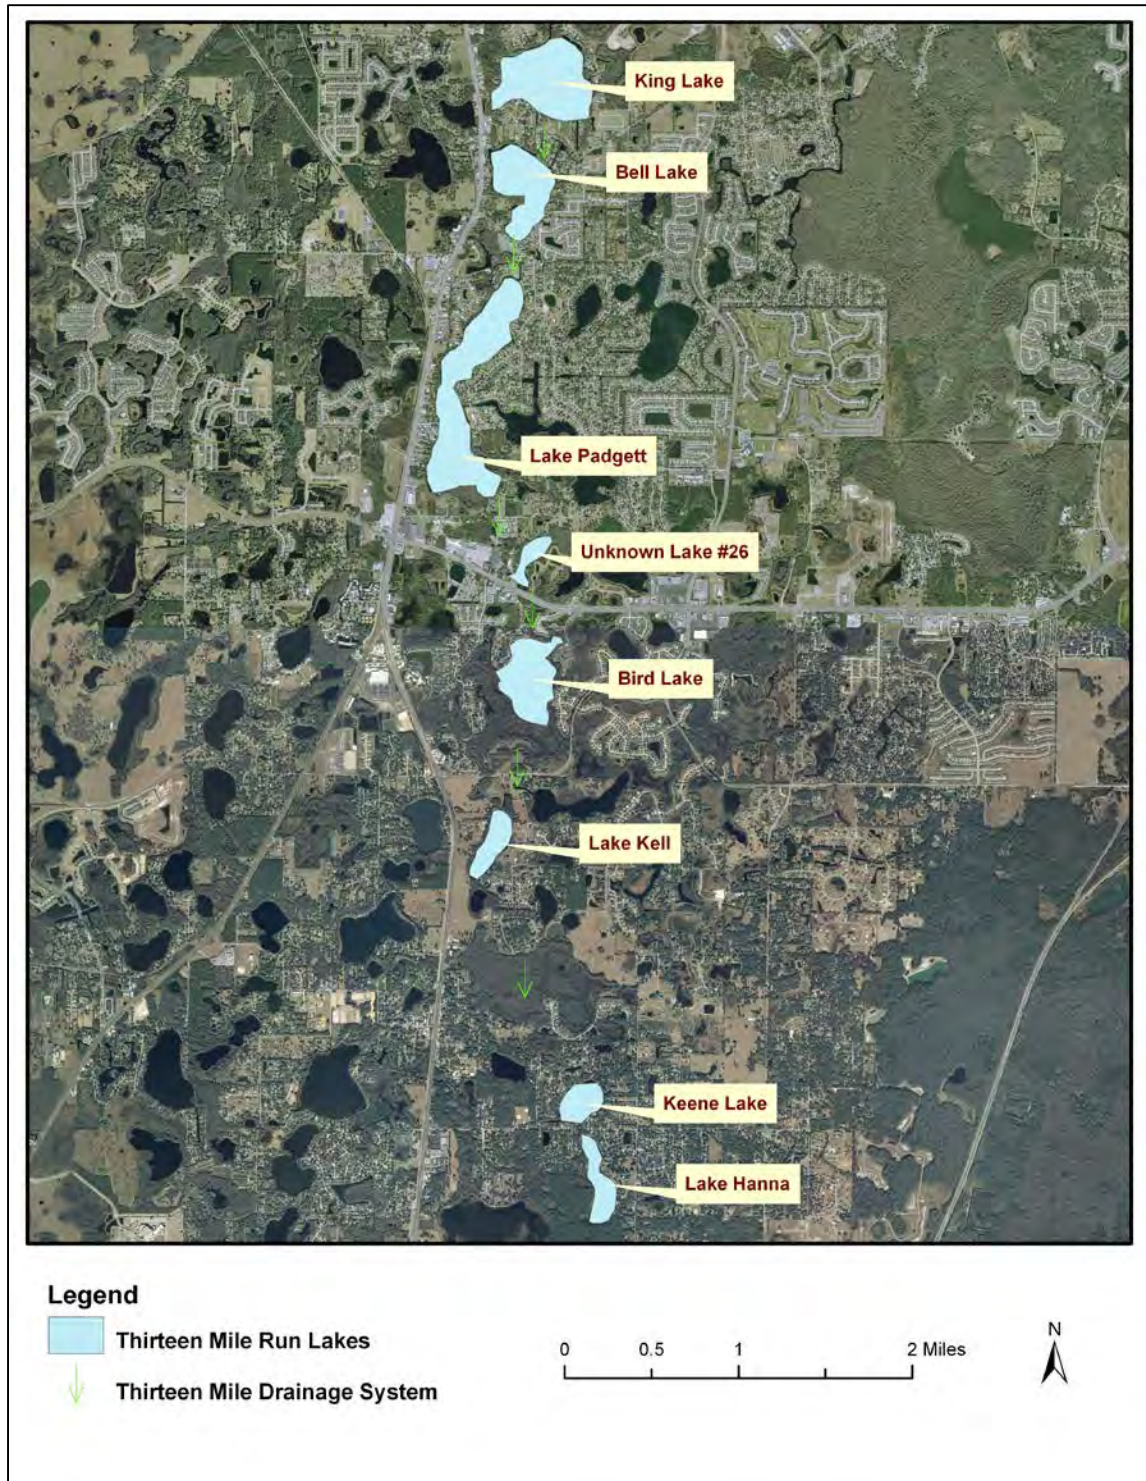 King Lake
Bell Lake
Lake Padgett
Unknown Lake #26
Bird Lake
Lake Kell
Keene Lake
Lake Hanna
Legend
Thirteen Mile Run Lakes
Thirteen Mile Drainage System
0 0.5 1 2 Miles
N